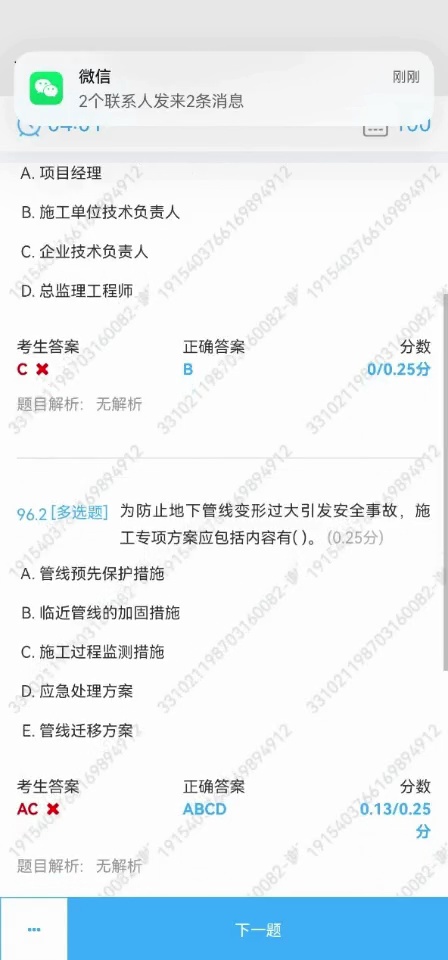 微信
刚刚
2个联系人发来2条消息
A. 项目经理
B. 施工单位技术负责人
C. 企业技术负责人
D. 总监理工程师
考生答案 正确答案 分数
C ✖ B 0/0.25分
题目解析: 无解析
96.2 [多选题] 为防止地下管线变形过大引发安全事故，施
工专项方案应包括内容有( )。 (0.25分)
A. 管线预先保护措施
B. 临近管线的加固措施
C. 施工过程监测措施
D. 应急处理方案
E. 管线迁移方案
考生答案 正确答案 分数
AC ✖ ABCD 0.13/0.25
分
题目解析: 无解析
下一题